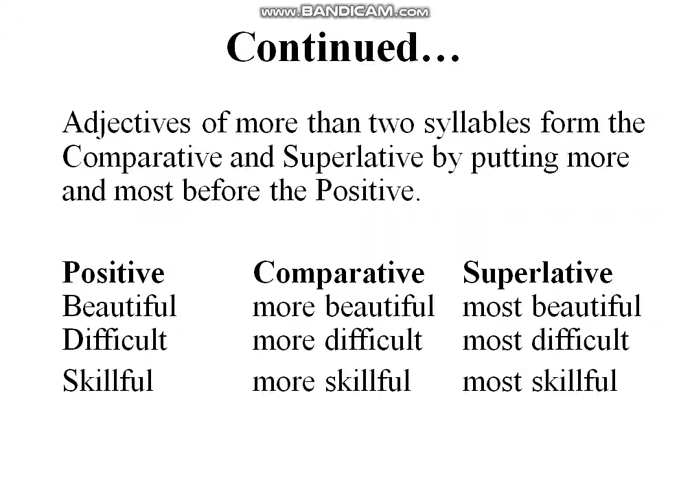 www.BANDICAM.com
Continued…
Adjectives of more than two syllables form the
Comparative and Superlative by putting more
and most before the Positive.
Positive Comparative Superlative
Beautiful more beautiful most beautiful
Difficult more difficult most difficult
Skillful more skillful most skillful